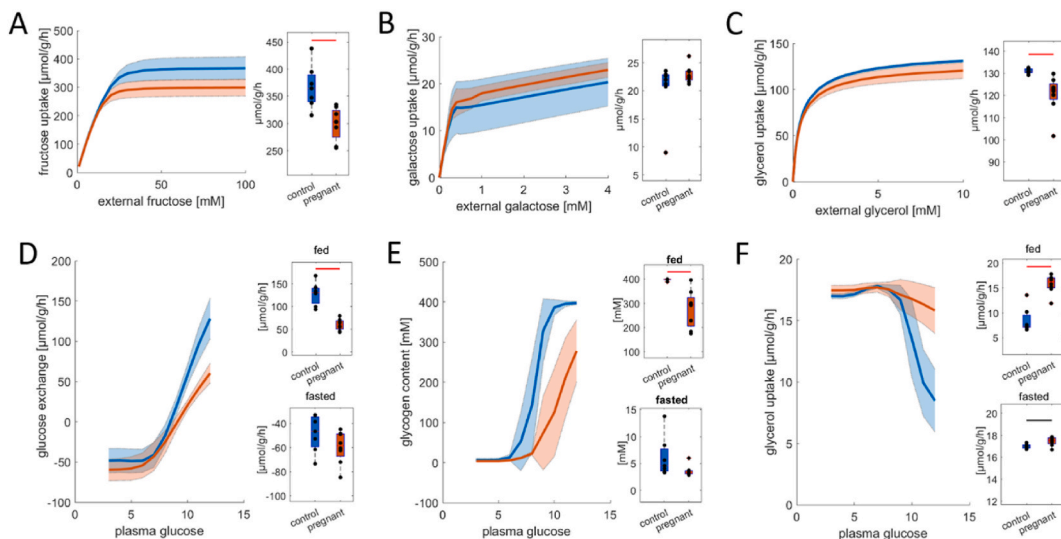 A
fructose uptake [µmol/g/h]
500
400
300
200
100
0
0
50
100
external fructose [mM]
µmol/g/h
450
400
350
300
250
control
pregnant
B
galactose uptake [µmol/g/h]
30
20
10
0
0
1
2
3
4
external galactose [mM]
µmol/g/h
25
20
15
10
5
control
pregnant
C
glycerol uptake [µmol/g/h]
150
100
50
0
0
5
10
external glycerol [mM]
µmol/g/h
140
130
120
110
100
90
80
control
pregnant
D
glucose exchange [µmol/g/h]
200
150
100
50
0
-50
-100
0
5
10
15
plasma glucose
fed
[µmol/g/h]
150
100
50
0
control
pregnant
fasted
[µmol/g/h]
-40
-60
-80
-100
control
pregnant
E
glycogen content [mM]
500
400
300
200
100
0
-100
0
5
10
15
plasma glucose
fed
[mM]
400
300
200
100
control
pregnant
fasted
[mM]
15
10
5
0
control
pregnant
F
glycerol uptake [µmol/g/h]
20
15
10
5
0
0
5
10
15
plasma glucose
fed
[µmol/g/h]
20
15
10
5
0
control
pregnant
fasted
[µmol/g/h]
20
18
16
14
12
control
pregnant